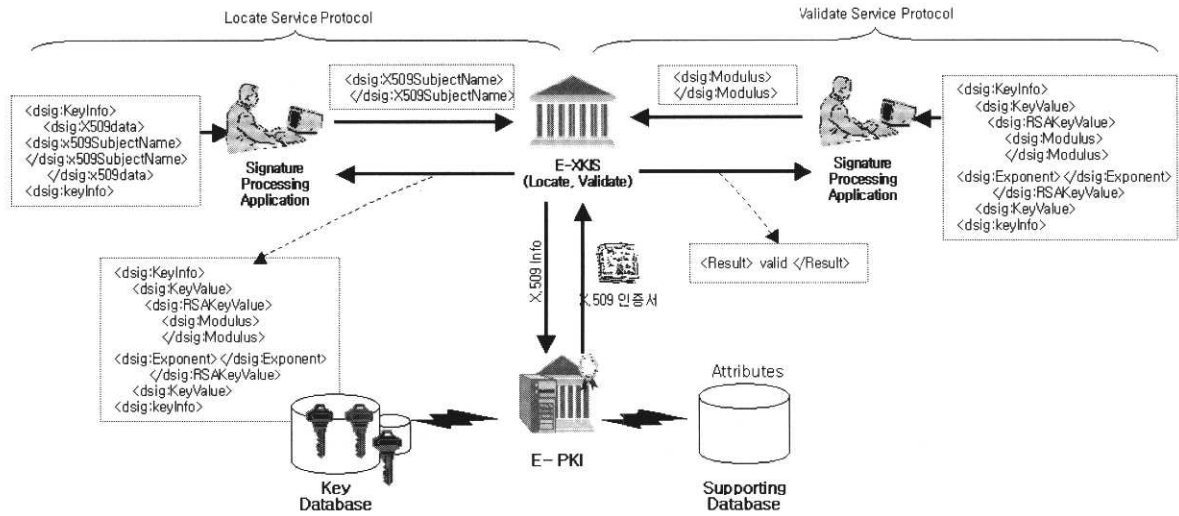 Locate Service Protocol
Validate Service Protocol
<dsig:KeyInfo>
<dsig:X509data>
<dsig:x509SubjectName>
</dsig:x509SubjectName>
</dsig:x509data>
<dsig:keyInfo>
Signature
Processing
Application
<dsig:X509SubjectName>
</dsig:X509SubjectName>
E-XKIS
(Locate, Validate)
<dsig:Modulus>
</dsig:Modulus>
Signature
Processing
Application
<dsig:KeyInfo>
<dsig:KeyValue>
<dsig:RSAKeyValue>
<dsig:Modulus>
</dsig:Modulus>
<dsig:Exponent> </dsig:Exponent>
</dsig:RSAKeyValue>
<dsig:KeyValue>
<dsig:keyInfo>
<dsig:KeyInfo>
<dsig:KeyValue>
<dsig:RSAKeyValue>
<dsig:Modulus>
</dsig:Modulus>
<dsig:Exponent> </dsig:Exponent>
</dsig:RSAKeyValue>
<dsig:KeyValue>
<dsig:keyInfo>
X.509 Info
X.509 인증서
<Result> valid </Result>
Key
Database
E- PKI
Attributes
Supporting
Database